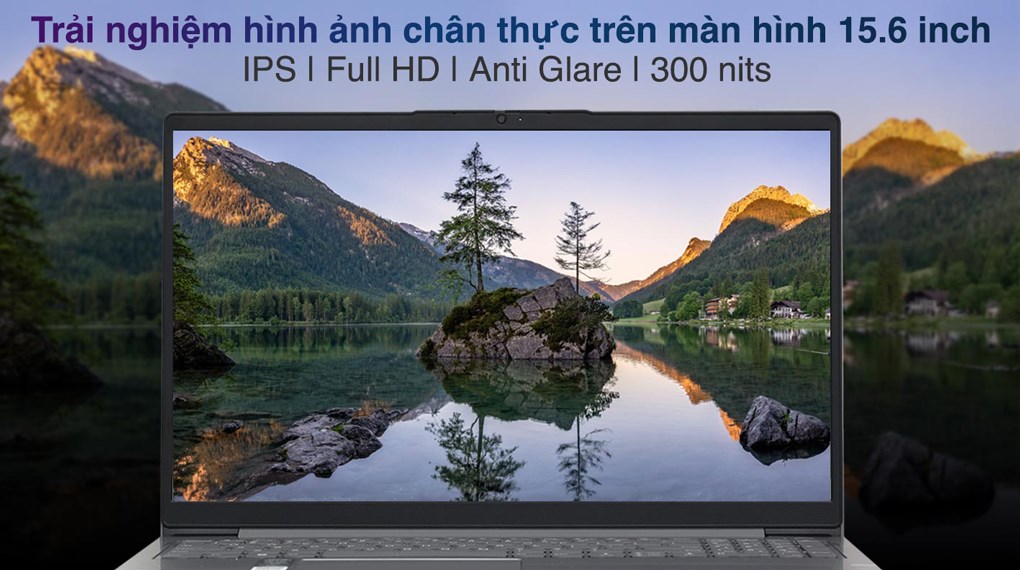 Trải nghiệm hình ảnh chân thực trên màn hình 15.6 inch
IPS | Full HD | Anti Glare | 300 nits